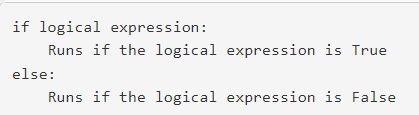 if logical expression:
    Runs if the logical expression is True
else:
    Runs if the logical expression is False